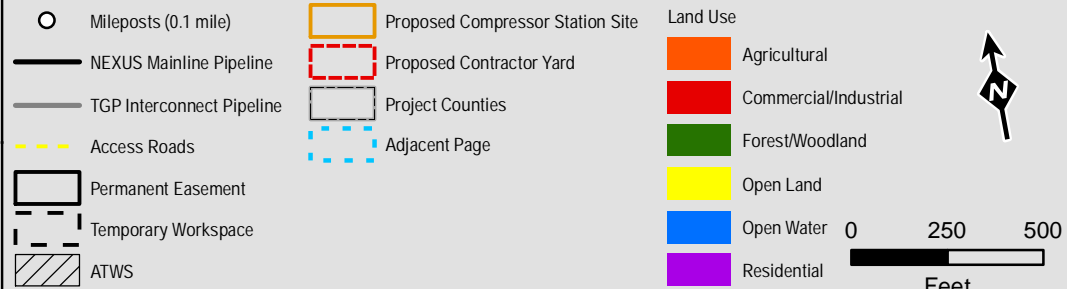 Mileposts (0.1 mile)
NEXUS Mainline Pipeline
TGP Interconnect Pipeline
Access Roads
Permanent Easement
Temporary Workspace
ATWS
Proposed Compressor Station Site
Proposed Contractor Yard
Project Counties
Adjacent Page
Land Use
Agricultural
Commercial/Industrial
Forest/Woodland
Open Land
Open Water
Residential
N
0 250 500
Feet